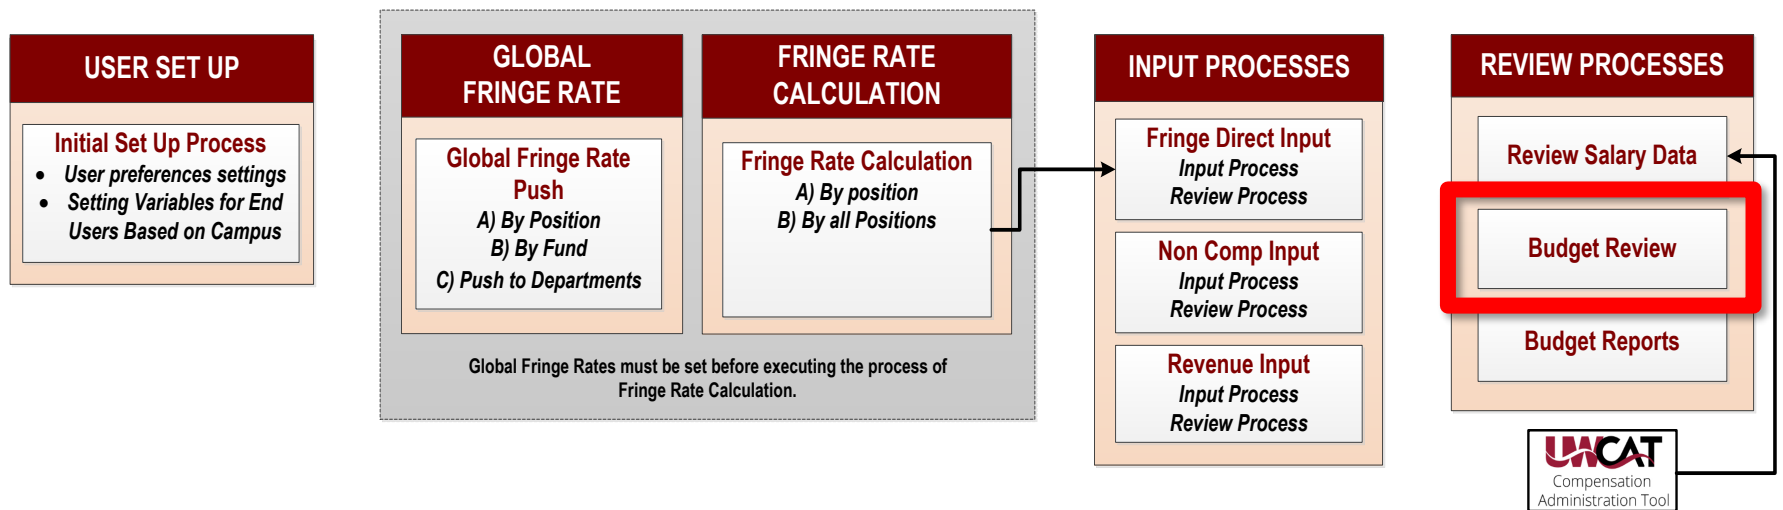 USER SET UP
Initial Set Up Process
• User preferences settings
• Setting Variables for End
Users Based on Campus
GLOBAL
FRINGE RATE
Global Fringe Rate
Push
A) By Position
B) By Fund
C) Push to Departments
FRINGE RATE
CALCULATION
Fringe Rate Calculation
A) By position
B) By all Positions
Global Fringe Rates must be set before executing the process of
Fringe Rate Calculation.
INPUT PROCESSES
Fringe Direct Input
Input Process
Review Process
Non Comp Input
Input Process
Review Process
Revenue Input
Input Process
Review Process
REVIEW PROCESSES
Review Salary Data
Budget Review
Budget Reports
UWCAT
Compensation
Administration Tool